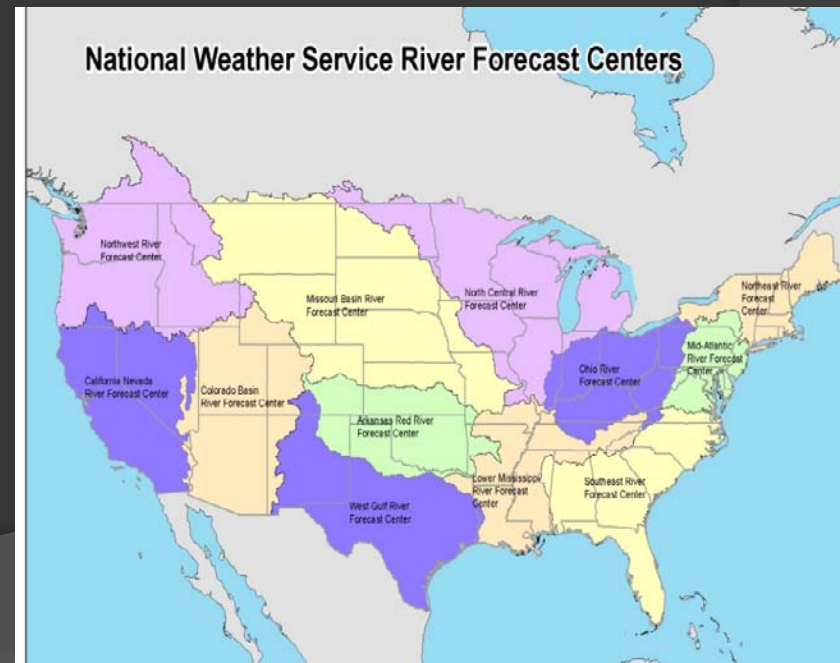 National Weather Service River Forecast Centers
Northwest River
Forecast Center
Missouri Basin River
Forecast Center
North Central River
Forecast Center
Northeast River
Forecast
Center
Mid-Atlantic
River Forecast
Center
Ohio River
Forecast Center
California Nevada
River Forecast Center
Colorado Basin
River Forecast Center
Arkansas Red River
Forecast Center
Lower Mississippi
River Forecast
Center
Southeast River
Forecast Center
West Gulf River
Forecast Center